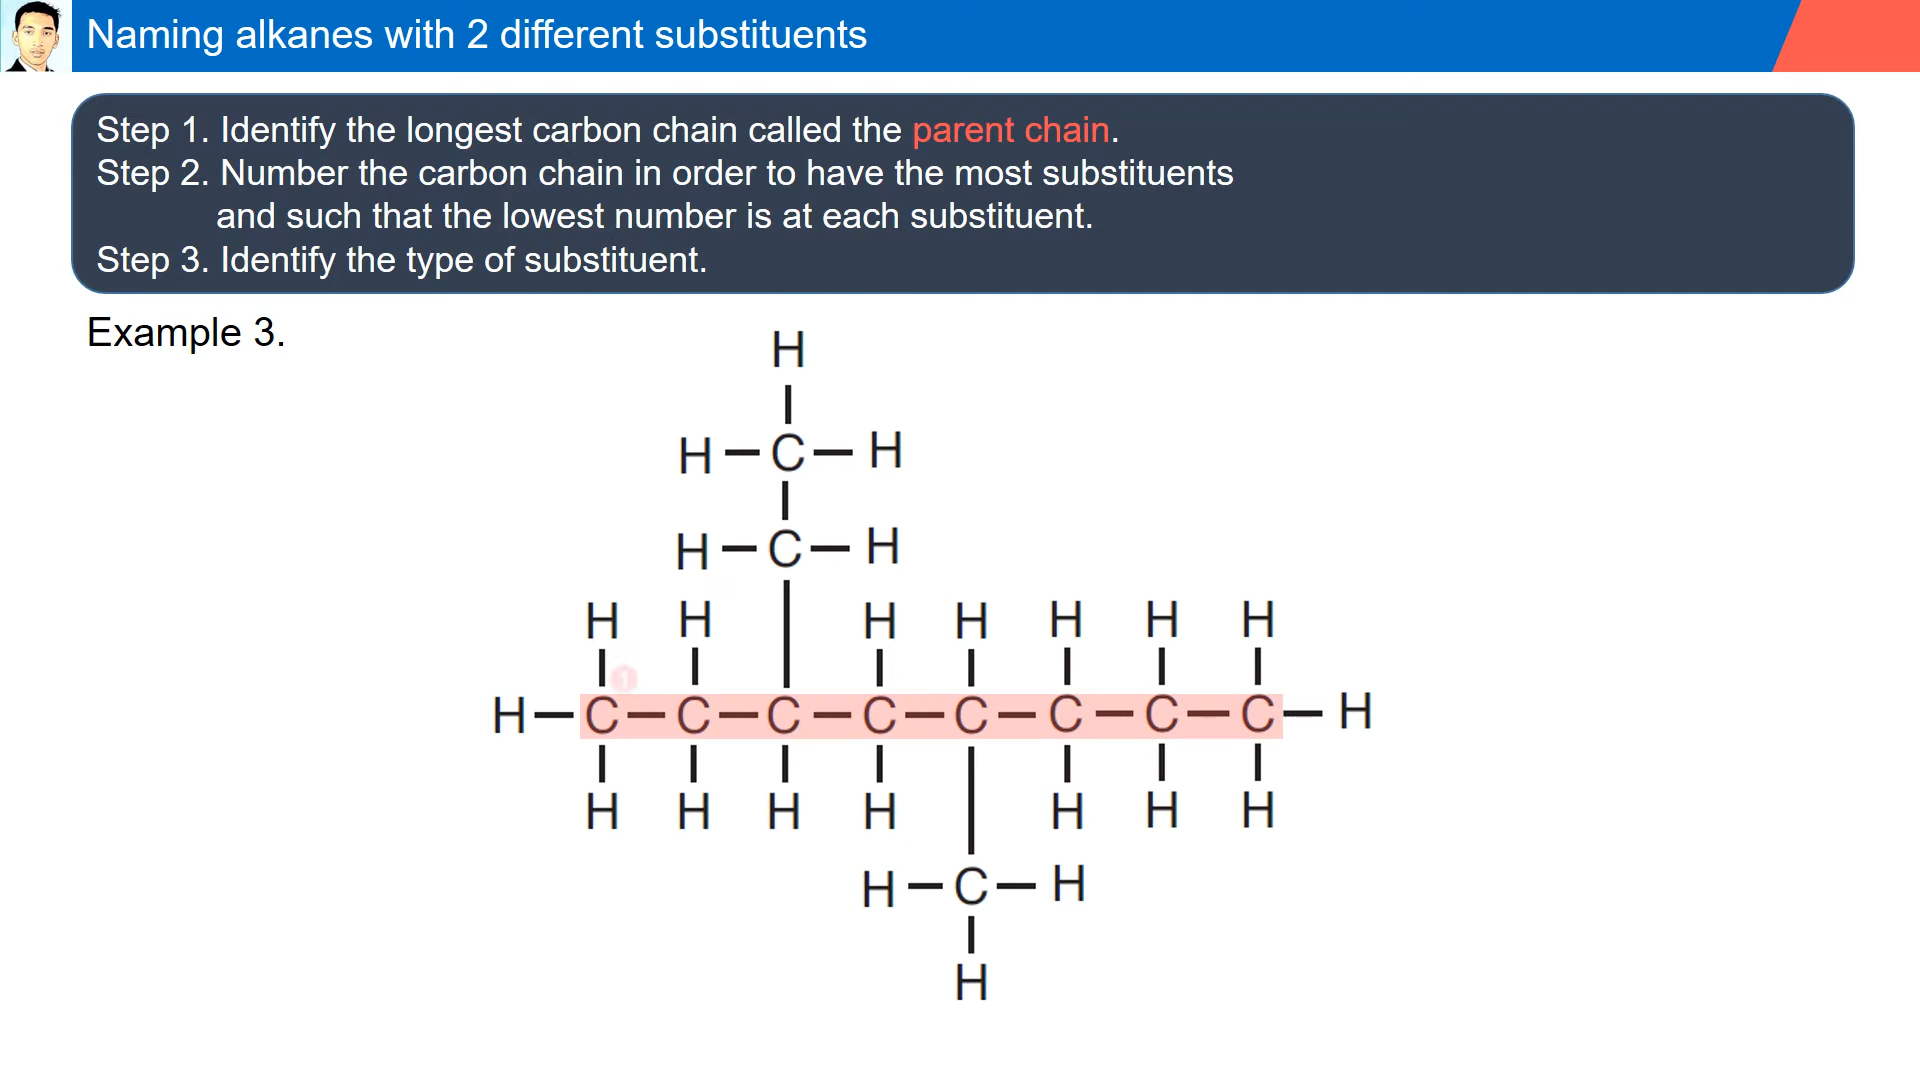 Naming alkanes with 2 different substituents
Step 1. Identify the longest carbon chain called the parent chain.
Step 2. Number the carbon chain in order to have the most substituents
and such that the lowest number is at each substituent.
Step 3. Identify the type of substituent.
Example 3.
H
H C H
H C H
H H H H H H H
1
H C C C C C C C C H
H H H H H H H
H C H
H